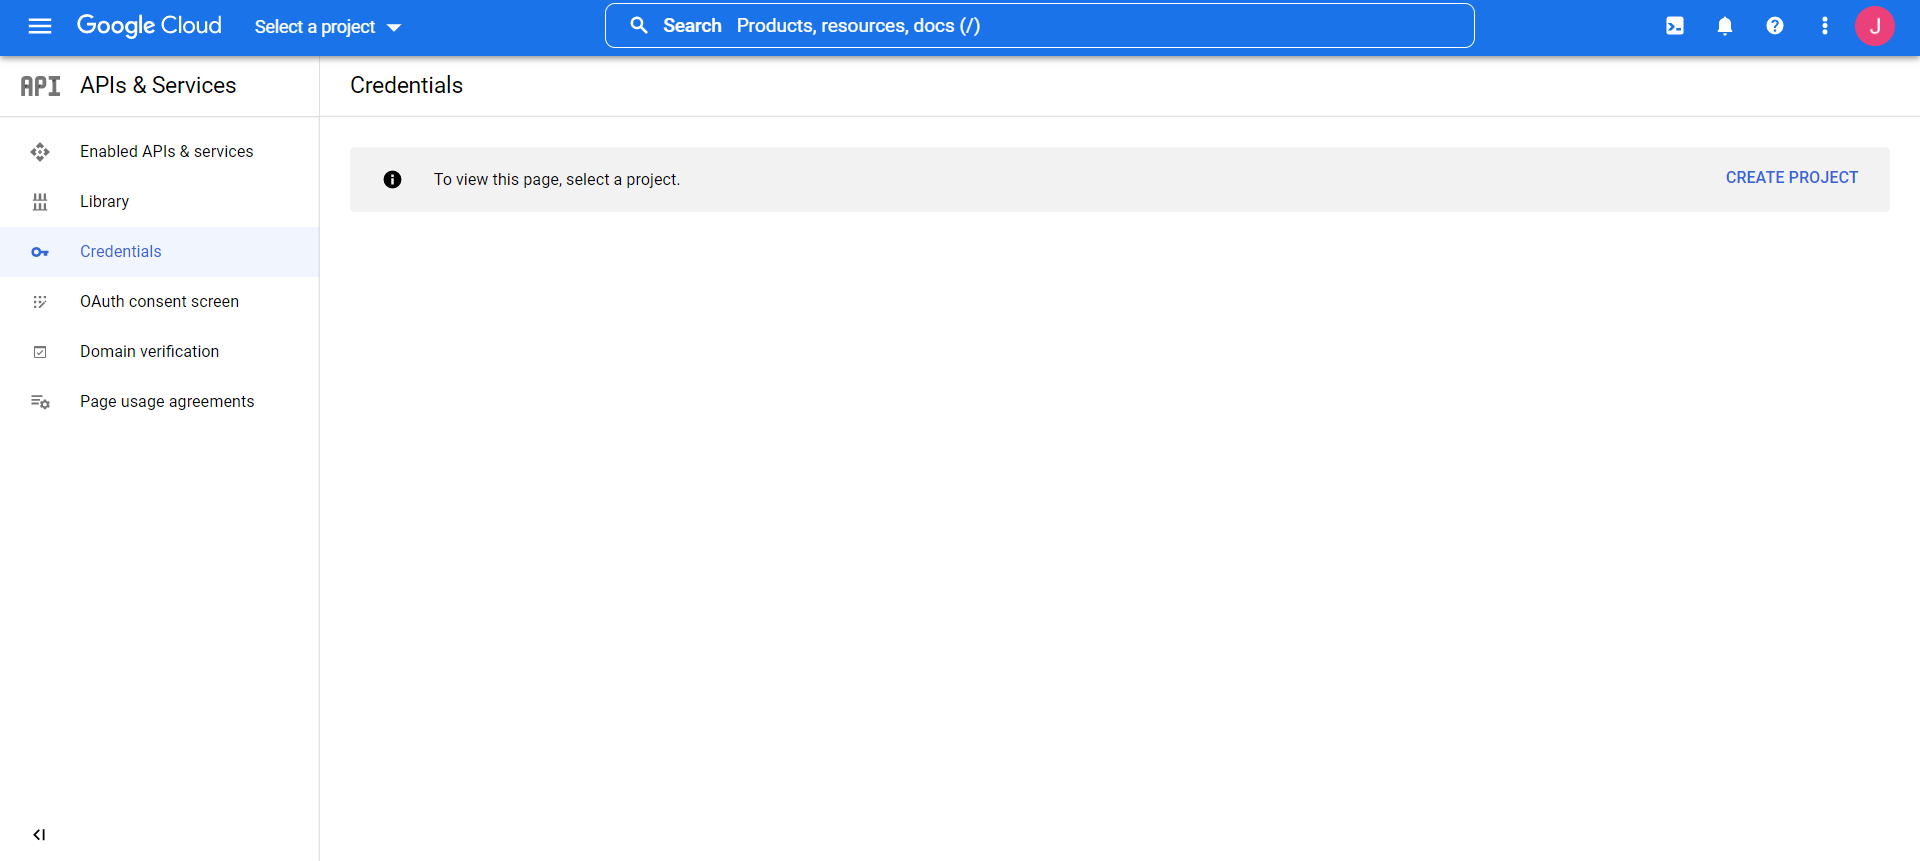 Google Cloud
Select a project
Search Products, resources, docs (/)
J
API APIs & Services
Credentials
Enabled APIs & services
Library
Credentials
OAuth consent screen
Domain verification
Page usage agreements
To view this page, select a project.
CREATE PROJECT